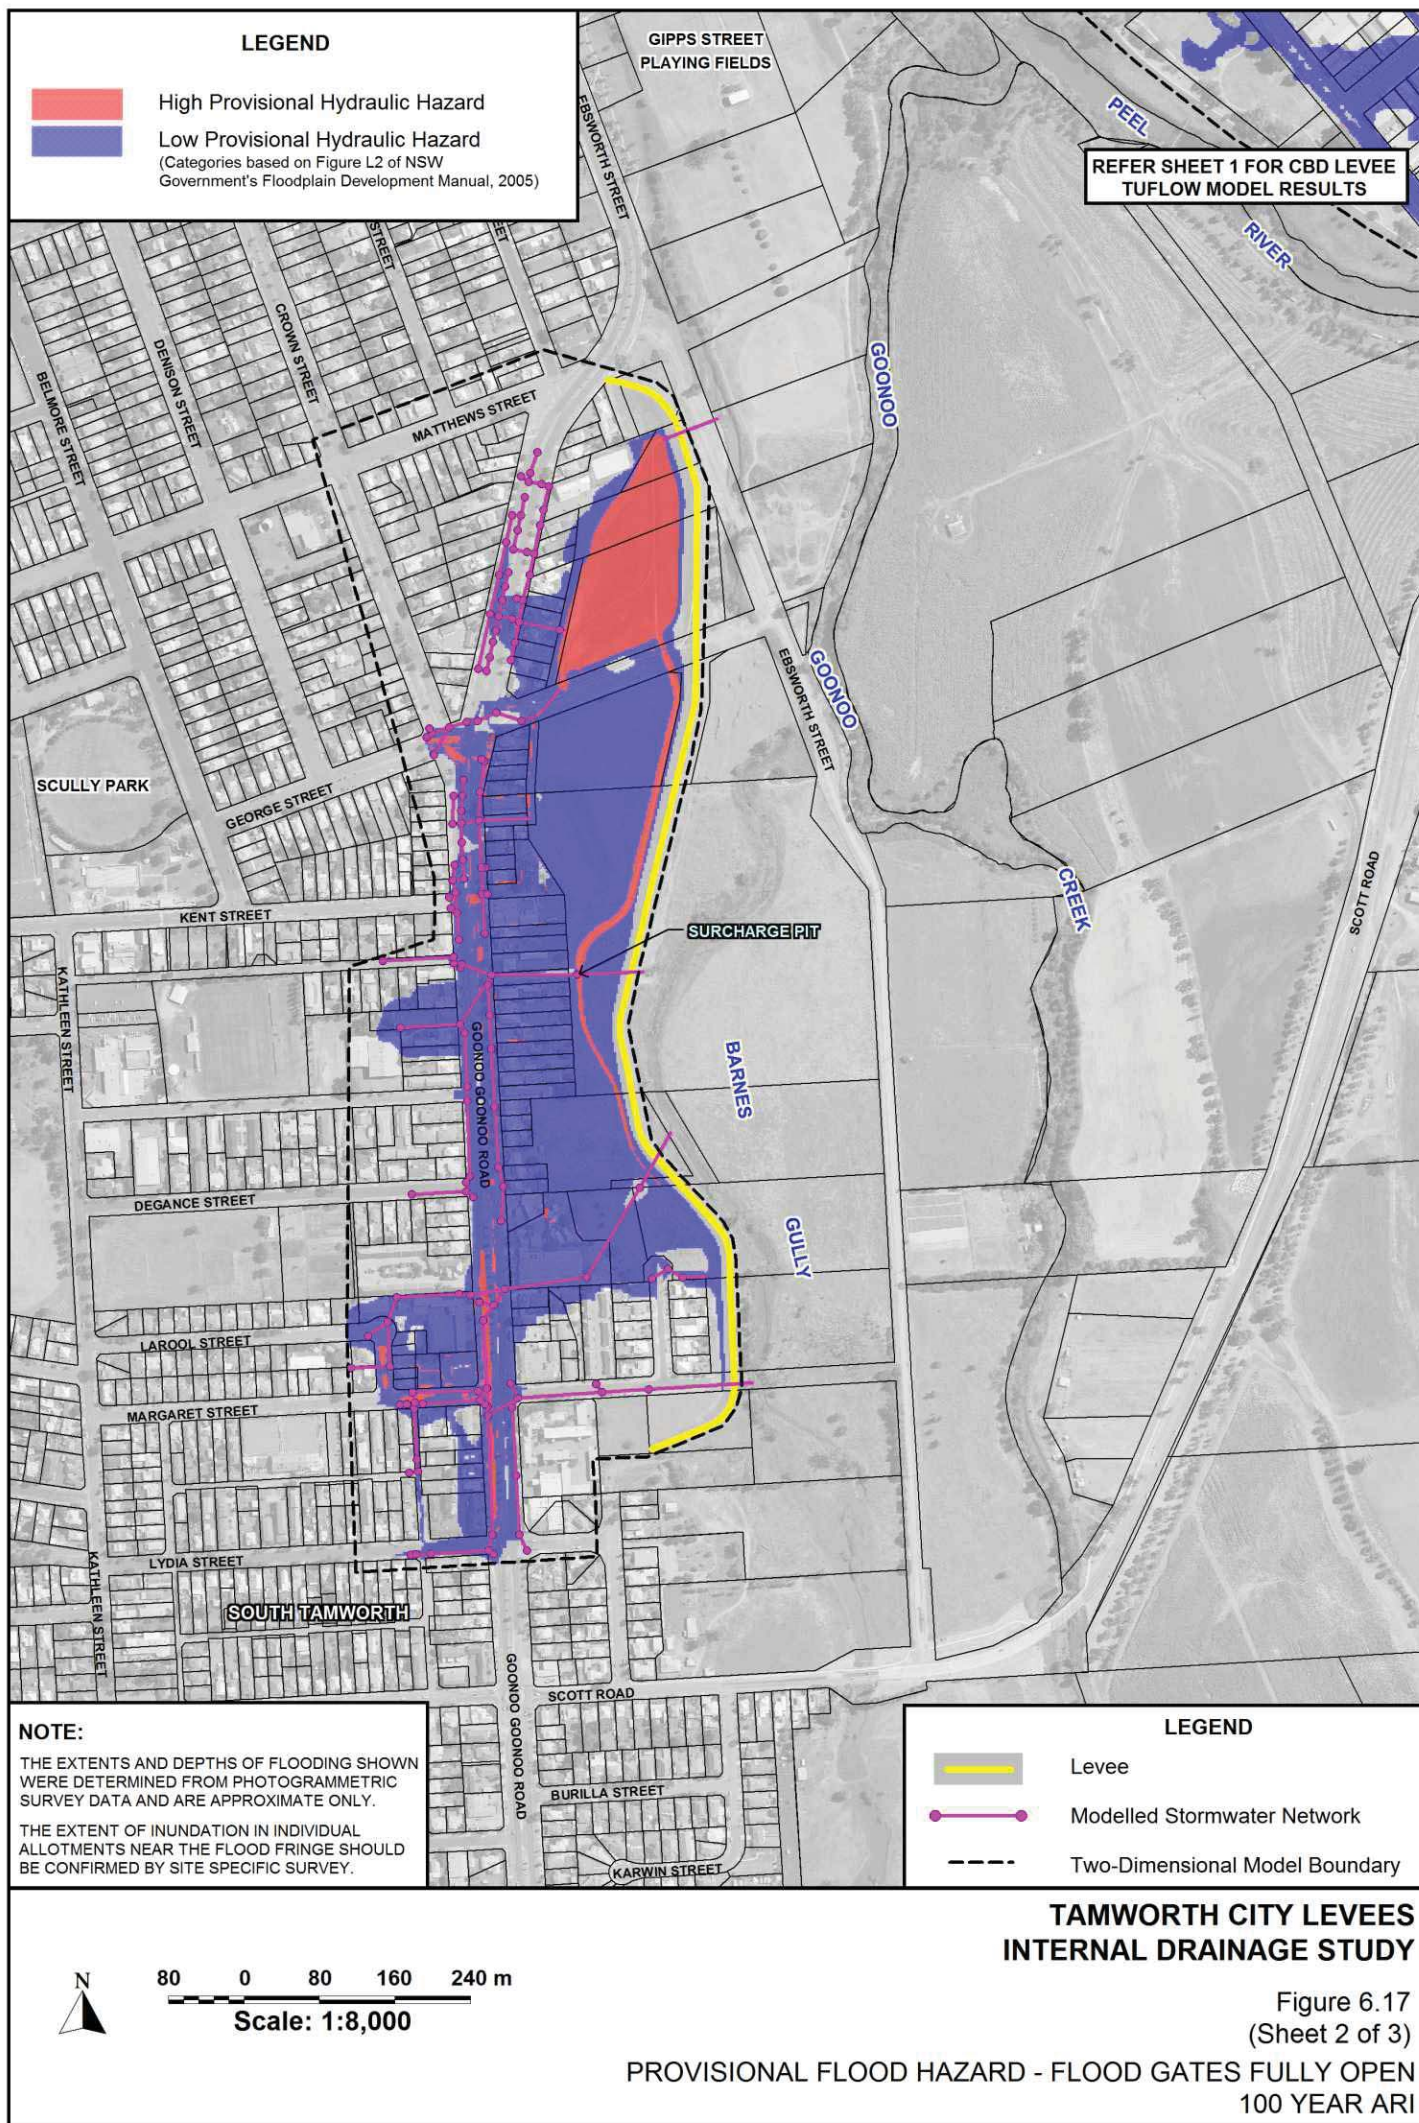 LEGEND
High Provisional Hydraulic Hazard
Low Provisional Hydraulic Hazard
(Categories based on Figure L2 of NSW
Government's Floodplain Development Manual, 2005)
GIPPS STREET
PLAYING FIELDS
EBSWORTH STREET
PEEL
RIVER
REFER SHEET 1 FOR CBD LEVEE
TUFLOW MODEL RESULTS
STREET
EET
CROWN STREET
DENISON STREET
BELMORE STREET
MATTHEWS STREET
GOONOO
GOONOO
EBSWORTH STREET
SCULLY PARK
GEORGE STREET
CREEK
SCOTT ROAD
KENT STREET
SURCHARGE PIT
KATHLEEN STREET
GOONOO GOONOO ROAD
BARNES
GULLY
DEGANCE STREET
LAROOL STREET
MARGARET STREET
LYDIA STREET
KATHLEEN STREET
SOUTH TAMWORTH
GOONOO GOONOO ROAD
SCOTT ROAD
BURILLA STREET
KARWIN STREET
NOTE:
THE EXTENTS AND DEPTHS OF FLOODING SHOWN
WERE DETERMINED FROM PHOTOGRAMMETRIC
SURVEY DATA AND ARE APPROXIMATE ONLY.
THE EXTENT OF INUNDATION IN INDIVIDUAL
ALLOTMENTS NEAR THE FLOOD FRINGE SHOULD
BE CONFIRMED BY SITE SPECIFIC SURVEY.
LEGEND
Levee
Modelled Stormwater Network
Two-Dimensional Model Boundary
N
80 0 80 160 240 m
Scale: 1:8,000
TAMWORTH CITY LEVEES
INTERNAL DRAINAGE STUDY
Figure 6.17
(Sheet 2 of 3)
PROVISIONAL FLOOD HAZARD - FLOOD GATES FULLY OPEN
100 YEAR ARI